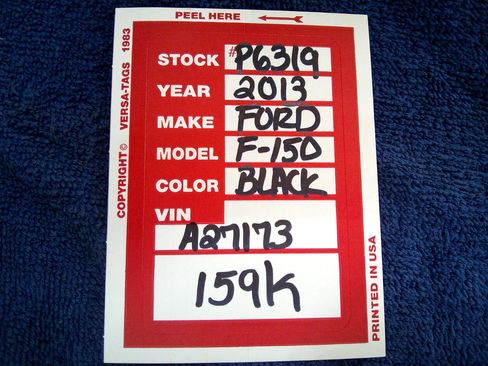 PEEL HERE
STOCK # P6319
YEAR 2013
MAKE FORD
MODEL F-150
COLOR BLACK
VIN
A27173
159K
COPYRIGHT © VERSA-TAGS 1983
PRINTED IN USA